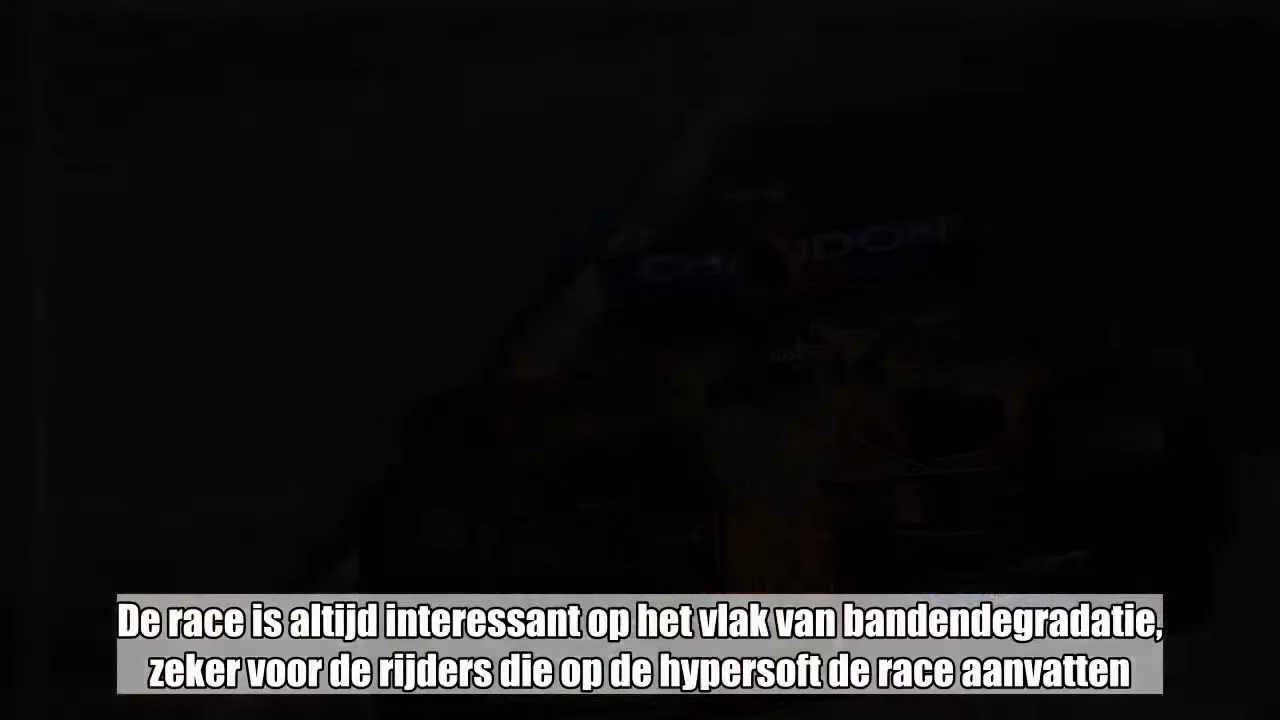 CHANDON
De race is altijd interessant op het vlak van bandendegradatie,
zeker voor de rijders die op de hypersoft de race aanvatten